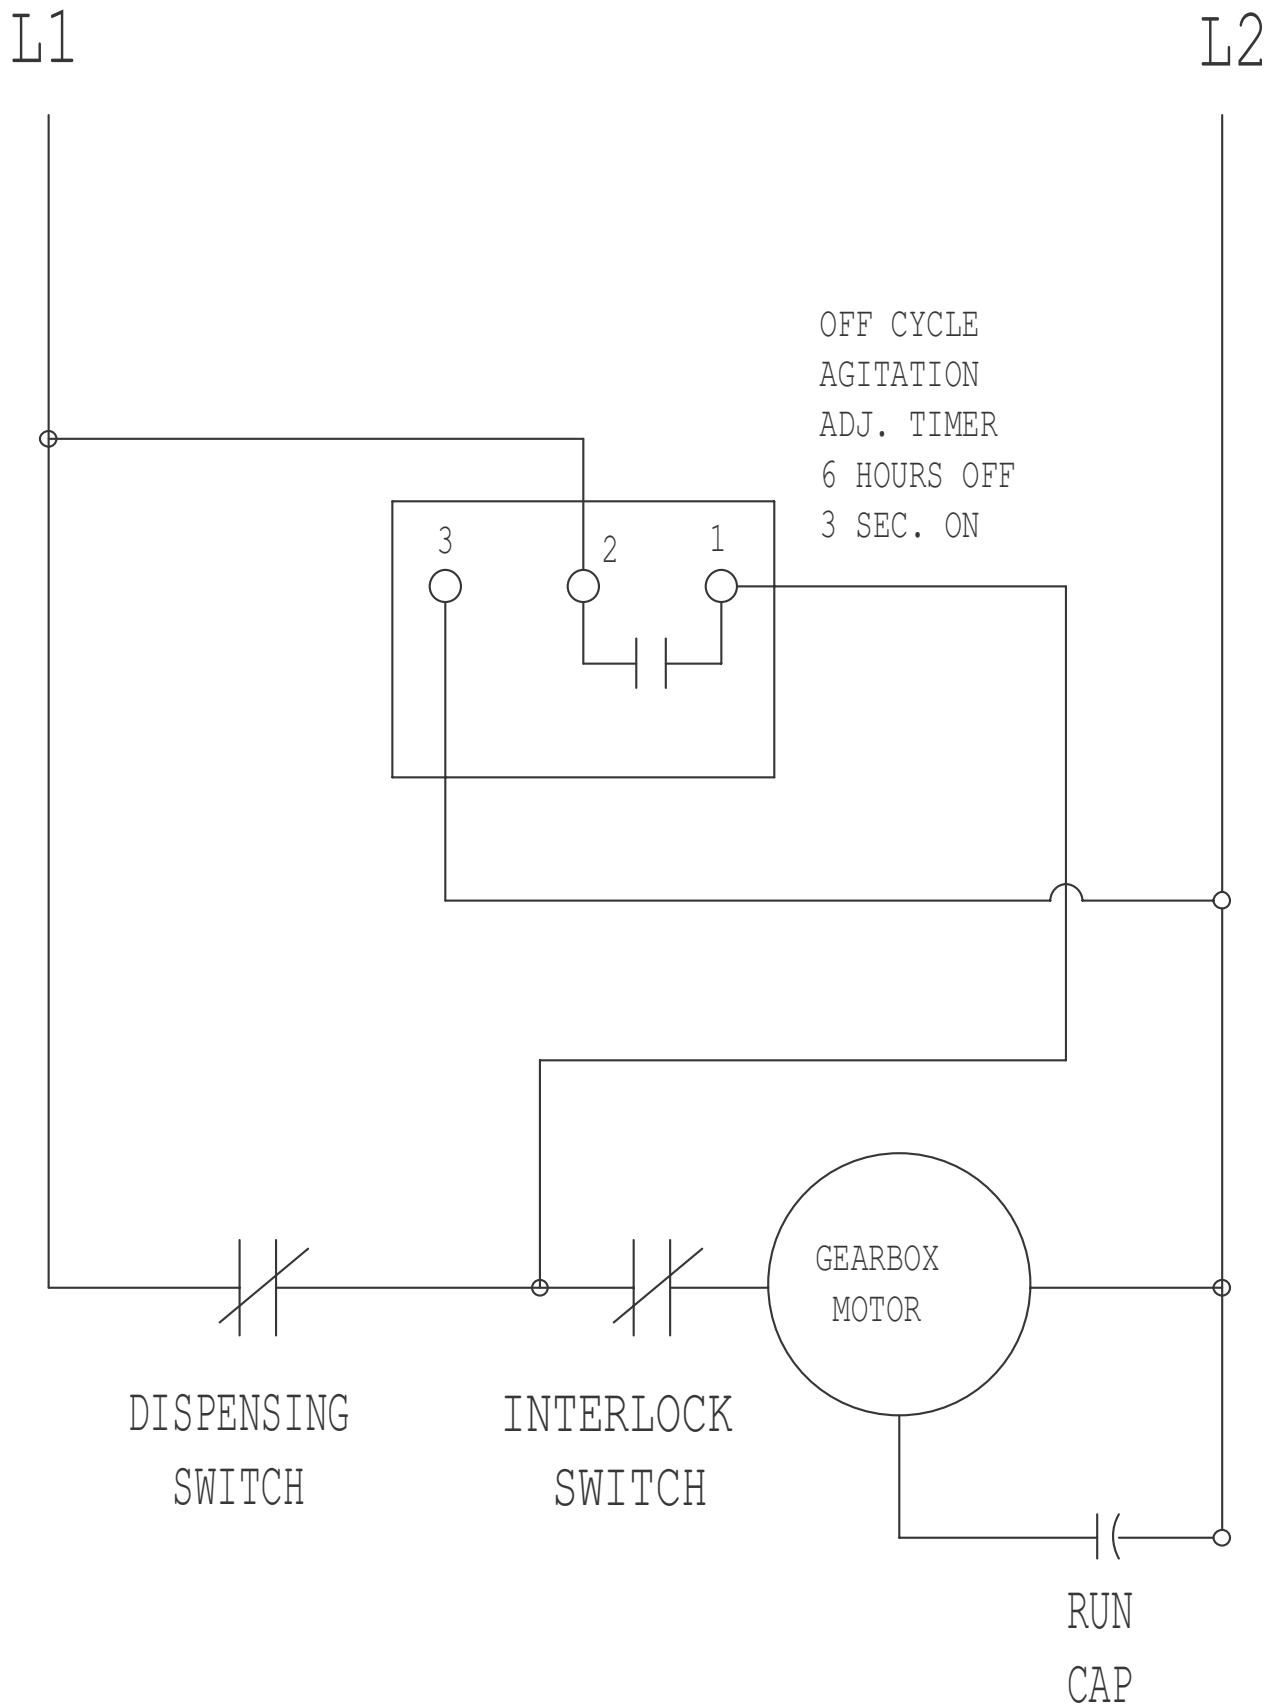 L1
L2
OFF CYCLE
AGITATION
ADJ. TIMER
6 HOURS OFF
3 SEC. ON
3
2
1
GEARBOX
MOTOR
DISPENSING
SWITCH
INTERLOCK
SWITCH
RUN
CAP